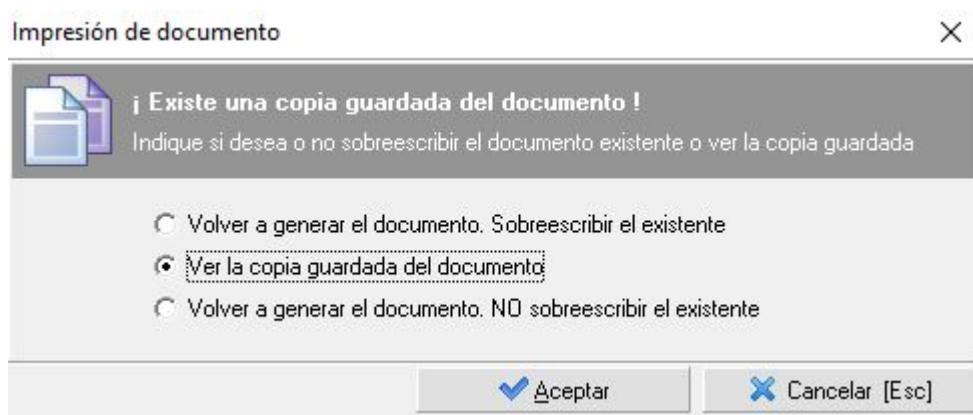 Impresión de documento
¡ Existe una copia guardada del documento !
Indique si desea o no sobreescribir el documento existente o ver la copia guardada
Volver a generar el documento. Sobreescribir el existente
Ver la copia guardada del documento
Volver a generar el documento. NO sobreescribir el existente
Aceptar
Cancelar [Esc]